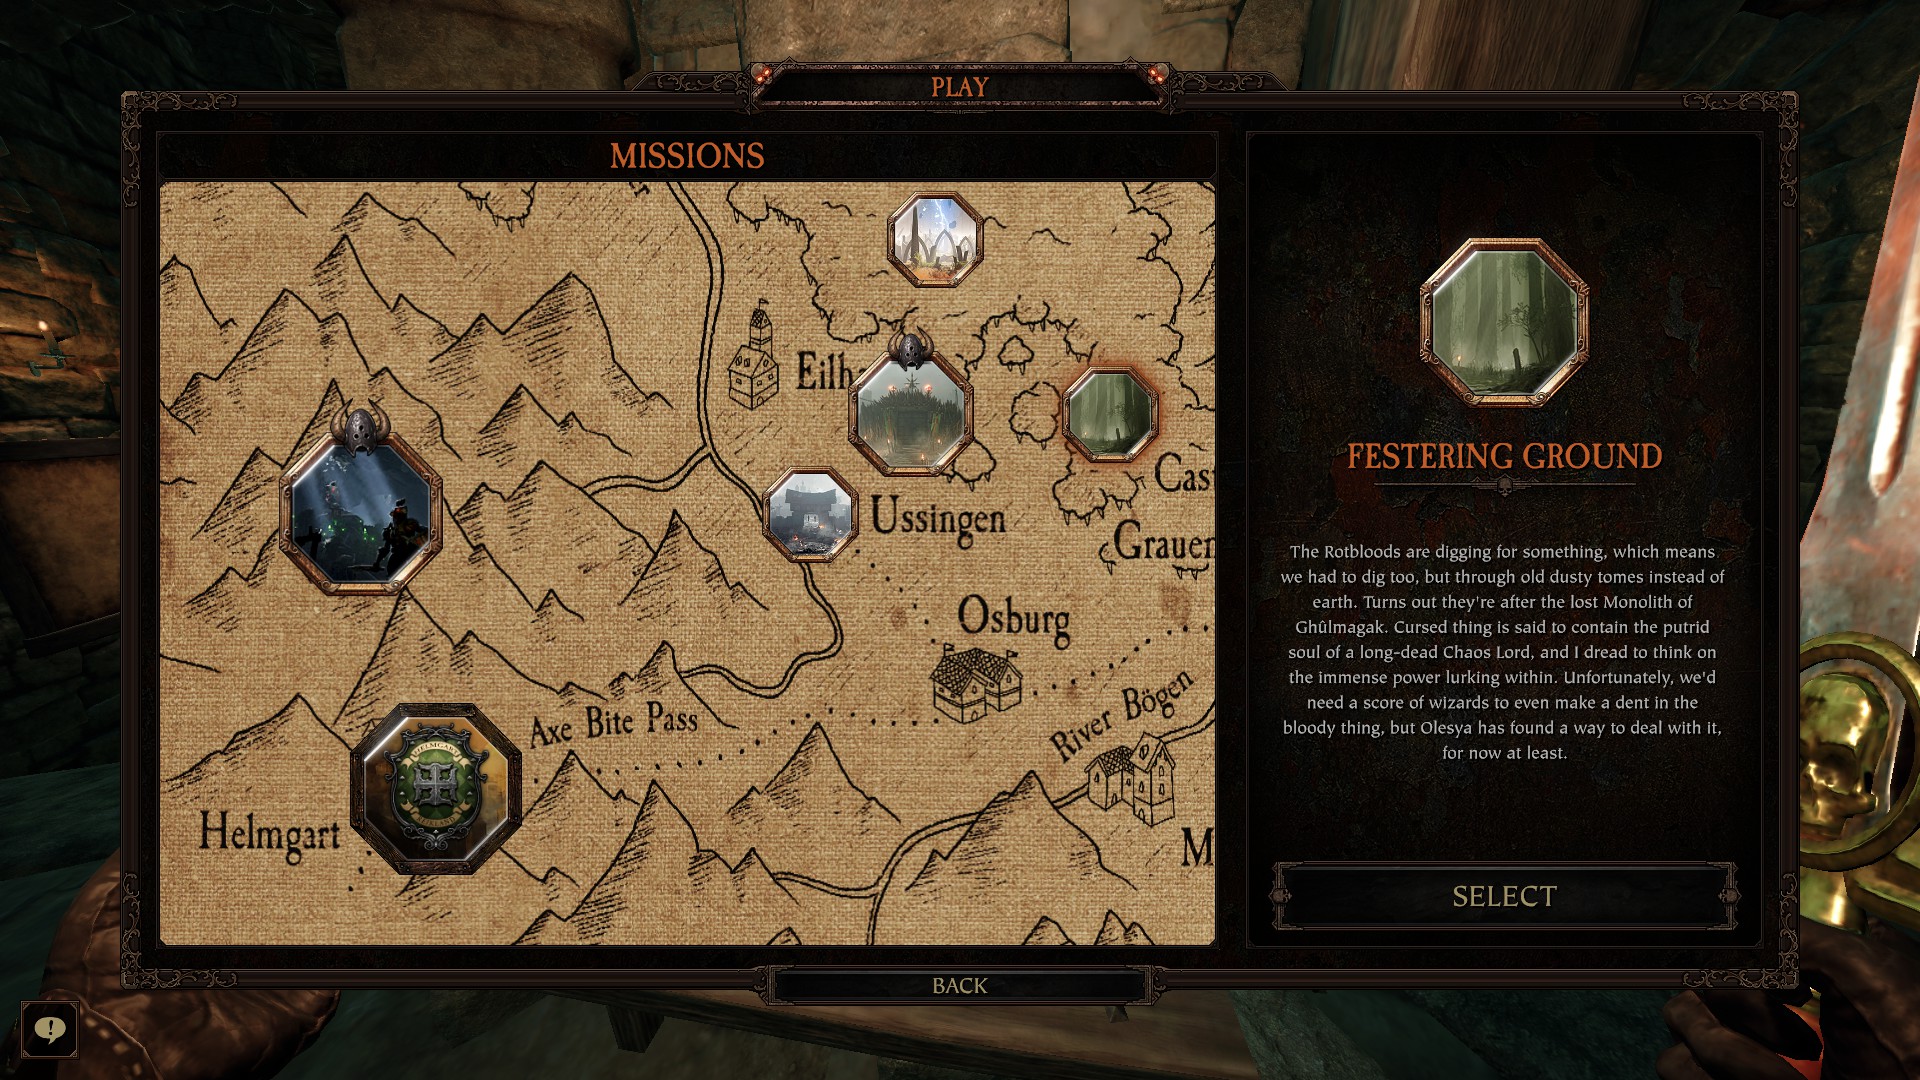 PLAY
MISSIONS
Ussingen
Osburg
Axe Bite Pass
River Bögen
Helmgart
FESTERING GROUND
The Rotbloods are digging for something, which means
we had to dig too, but through old dusty tomes instead of
earth. Turns out they're after the lost Monolith of
Ghûlmagak. Cursed thing is said to contain the putrid
soul of a long-dead Chaos Lord, and I dread to think on
the immense power lurking within. Unfortunately, we'd
need a score of wizards to even make a dent in the
bloody thing, but Olesya has found a way to deal with it,
for now at least.
SELECT
BACK